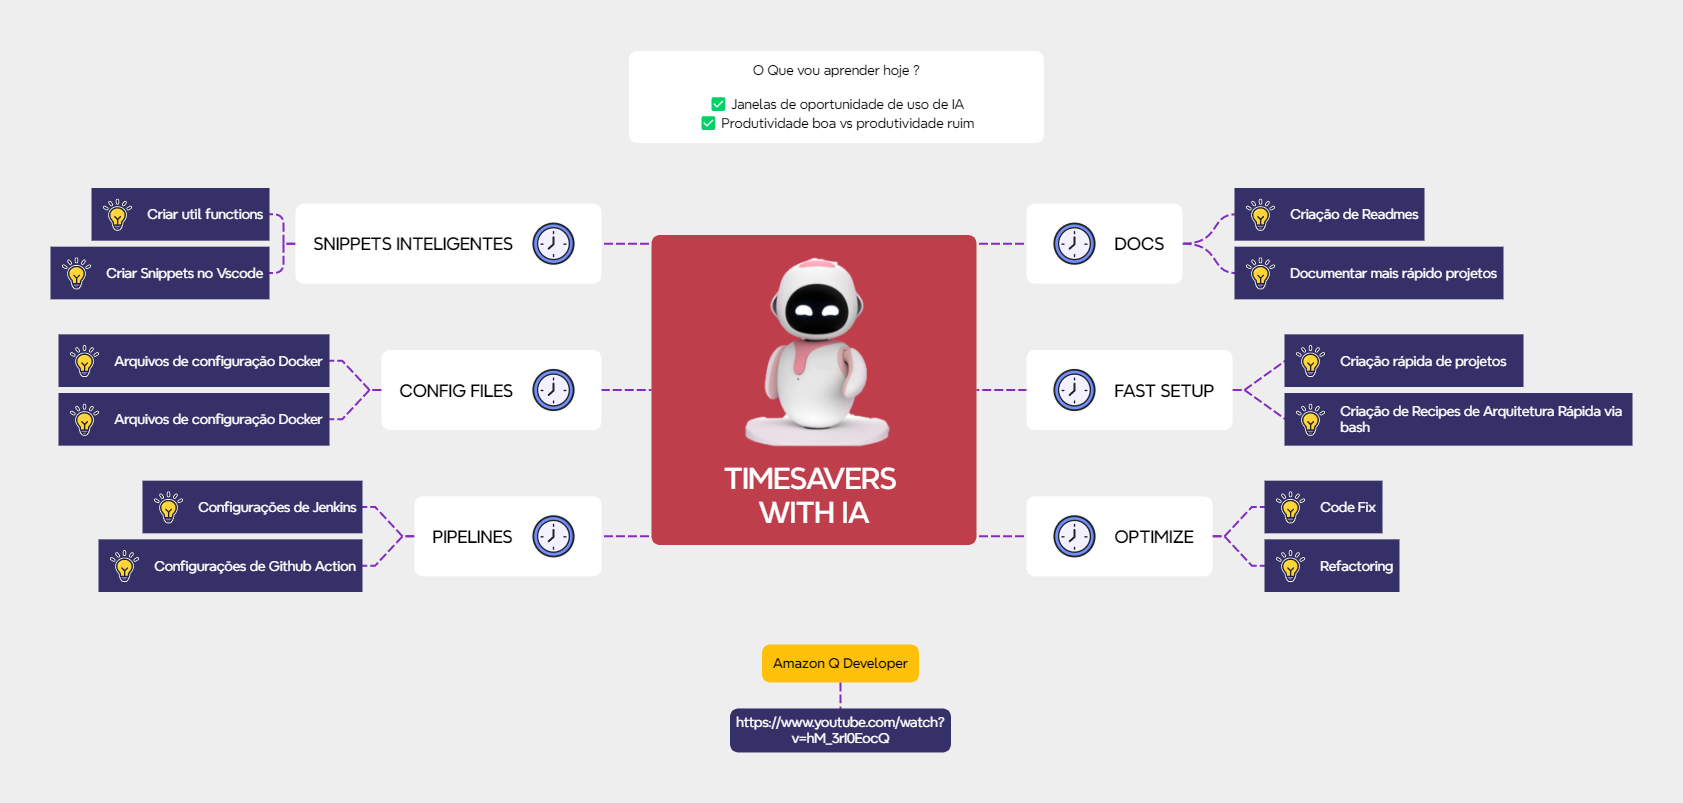 O Que vou aprender hoje ?
✅ Janelas de oportunidade de uso de IA
✅ Produtividade boa vs produtividade ruim
Criar util functions
Criar Snippets no Vscode
SNIPPETS INTELIGENTES
Arquivos de configuração Docker
Arquivos de configuração Docker
CONFIG FILES
Configurações de Jenkins
Configurações de Github Action
PIPELINES
TIMESAVERS
WITH IA
DOCS
Criação de Readmes
Documentar mais rápido projetos
FAST SETUP
Criação rápida de projetos
Criação de Recipes de Arquitetura Rápida via
bash
OPTIMIZE
Code Fix
Refactoring
Amazon Q Developer
https://www.youtube.com/watch?
v=hM_3rI0EocQ